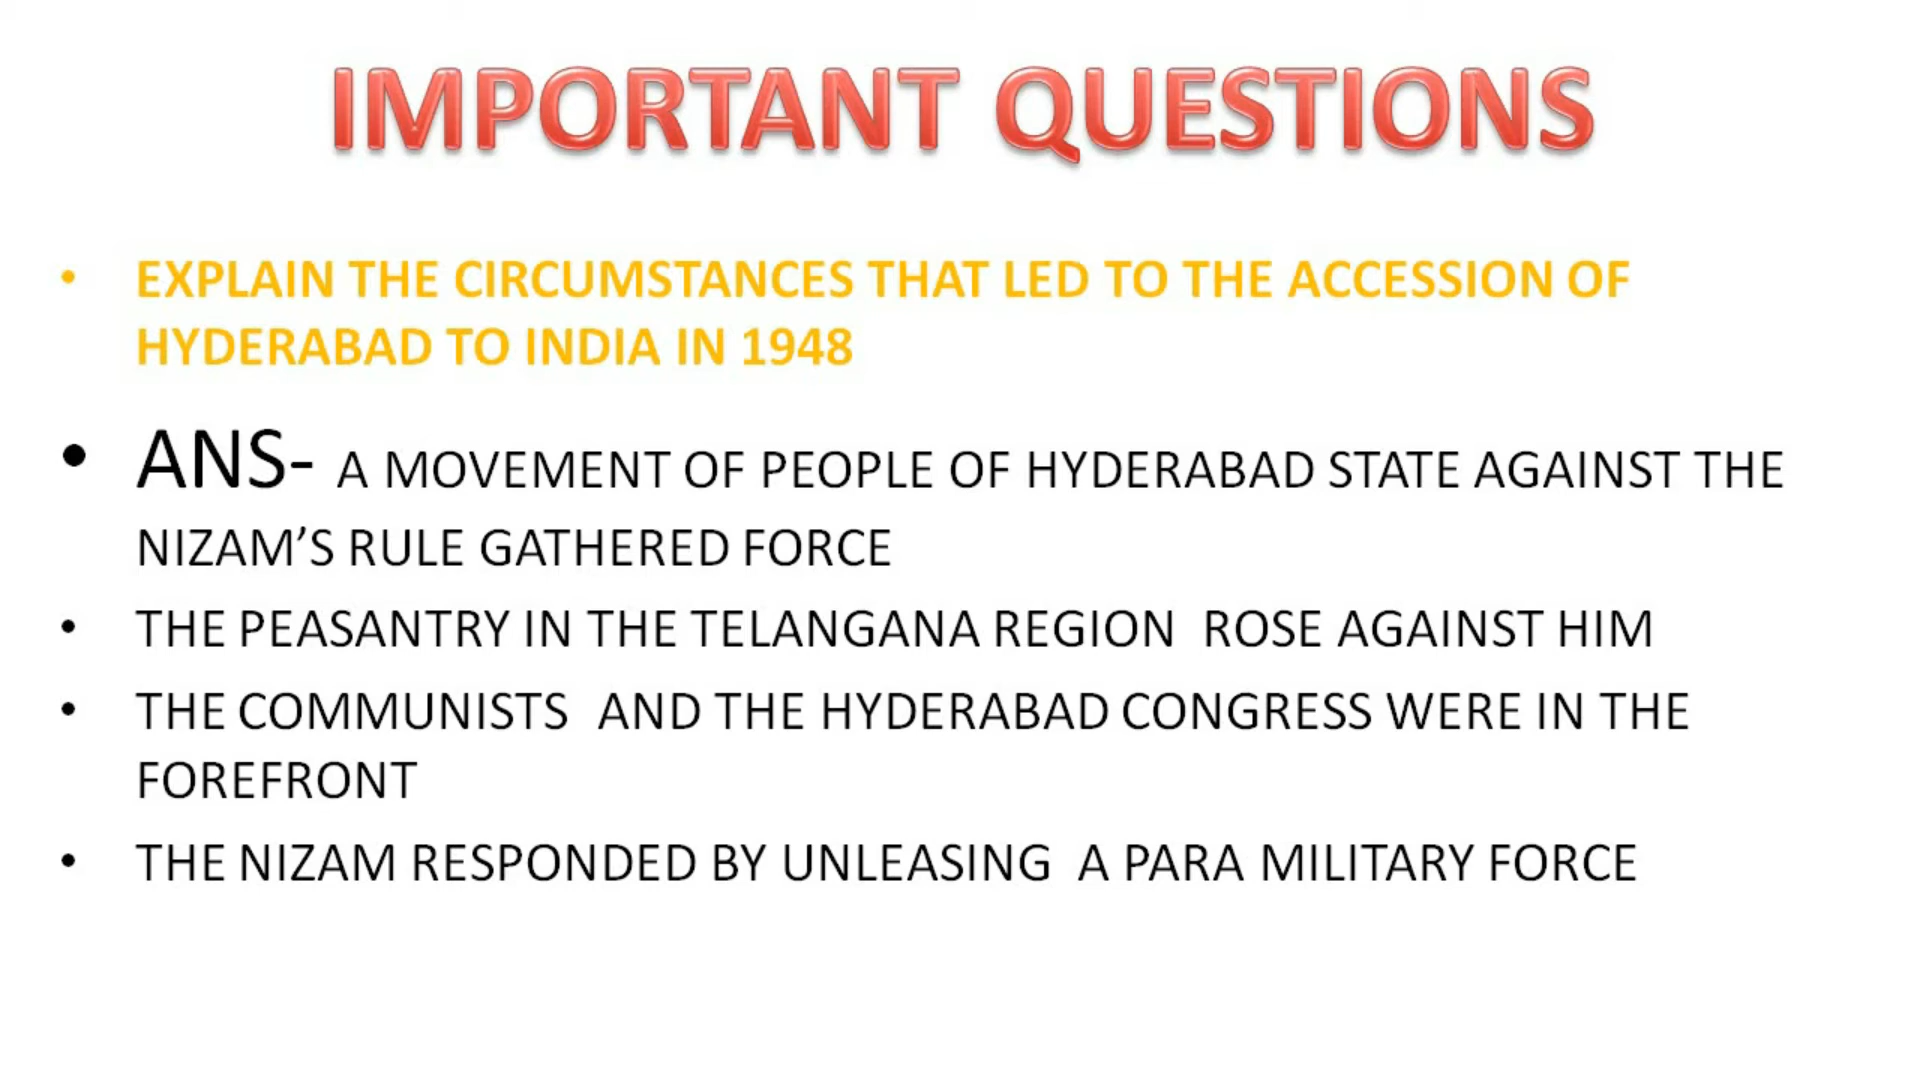 IMPORTANT QUESTIONS
• EXPLAIN THE CIRCUMSTANCES THAT LED TO THE ACCESSION OF
HYDERABAD TO INDIA IN 1948
• ANS- A MOVEMENT OF PEOPLE OF HYDERABAD STATE AGAINST THE
NIZAM’S RULE GATHERED FORCE
• THE PEASANTRY IN THE TELANGANA REGION ROSE AGAINST HIM
• THE COMMUNISTS AND THE HYDERABAD CONGRESS WERE IN THE
FOREFRONT
• THE NIZAM RESPONDED BY UNLEASING A PARA MILITARY FORCE